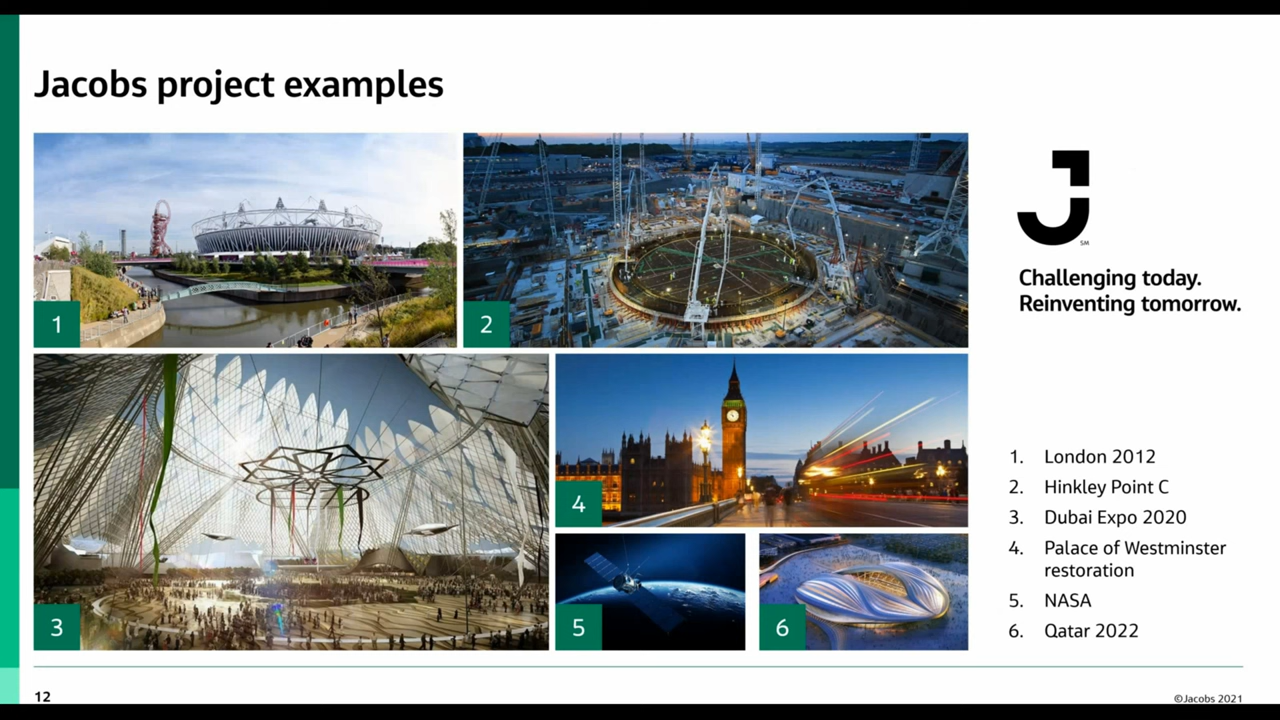 Jacobs project examples
1
2
3
4
5
6
SM
Challenging today.
Reinventing tomorrow.
1. London 2012
2. Hinkley Point C
3. Dubai Expo 2020
4. Palace of Westminster
restoration
5. NASA
6. Qatar 2022
12
©Jacobs 2021